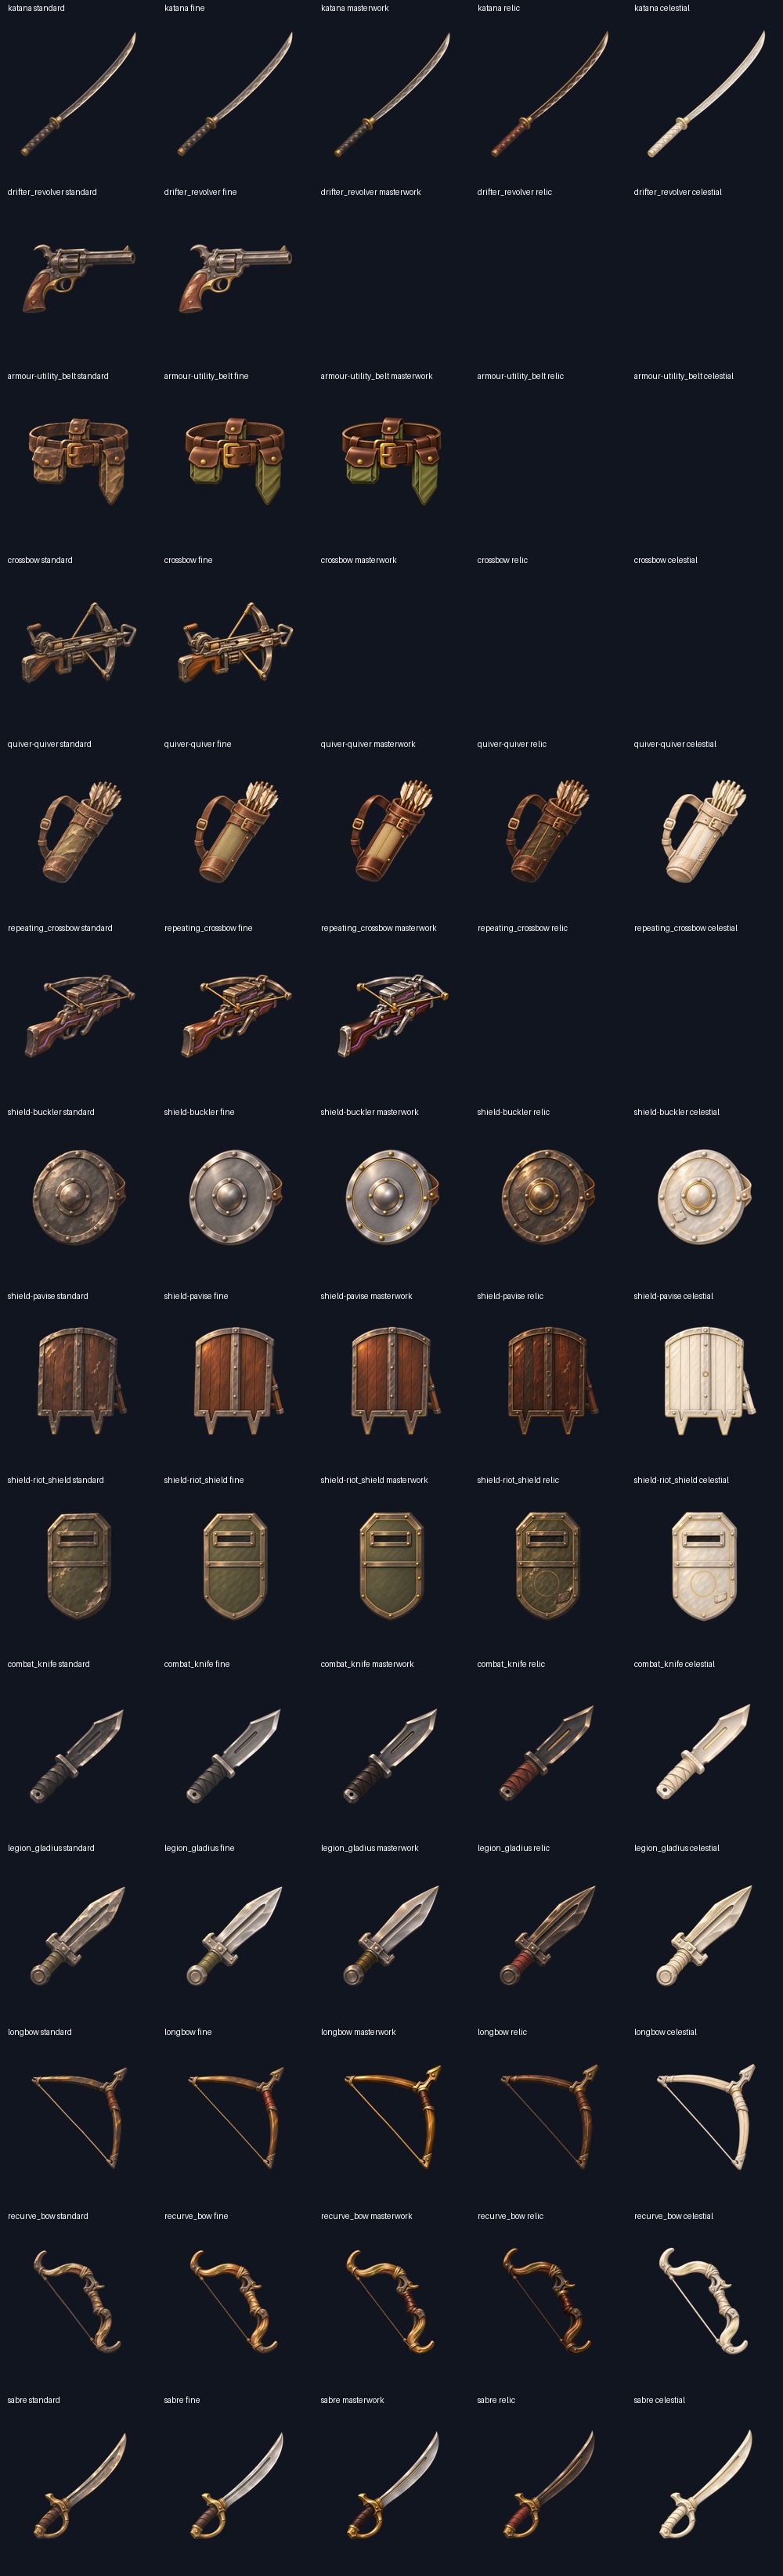 katana standard katana fine katana masterwork katana relic katana celestial
drifter_revolver standard drifter_revolver fine drifter_revolver masterwork drifter_revolver relic drifter_revolver celestial
armour-utility_belt standard armour-utility_belt fine armour-utility_belt masterwork armour-utility_belt relic armour-utility_belt celestial
crossbow standard crossbow fine crossbow masterwork crossbow relic crossbow celestial
quiver-quiver standard quiver-quiver fine quiver-quiver masterwork quiver-quiver relic quiver-quiver celestial
repeating_crossbow standard repeating_crossbow fine repeating_crossbow masterwork repeating_crossbow relic repeating_crossbow celestial
shield-buckler standard shield-buckler fine shield-buckler masterwork shield-buckler relic shield-buckler celestial
shield-pavise standard shield-pavise fine shield-pavise masterwork shield-pavise relic shield-pavise celestial
shield-riot_shield standard shield-riot_shield fine shield-riot_shield masterwork shield-riot_shield relic shield-riot_shield celestial
combat_knife standard combat_knife fine combat_knife masterwork combat_knife relic combat_knife celestial
legion_gladius standard legion_gladius fine legion_gladius masterwork legion_gladius relic legion_gladius celestial
longbow standard longbow fine longbow masterwork longbow relic longbow celestial
recurve_bow standard recurve_bow fine recurve_bow masterwork recurve_bow relic recurve_bow celestial
sabre standard sabre fine sabre masterwork sabre relic sabre celestial